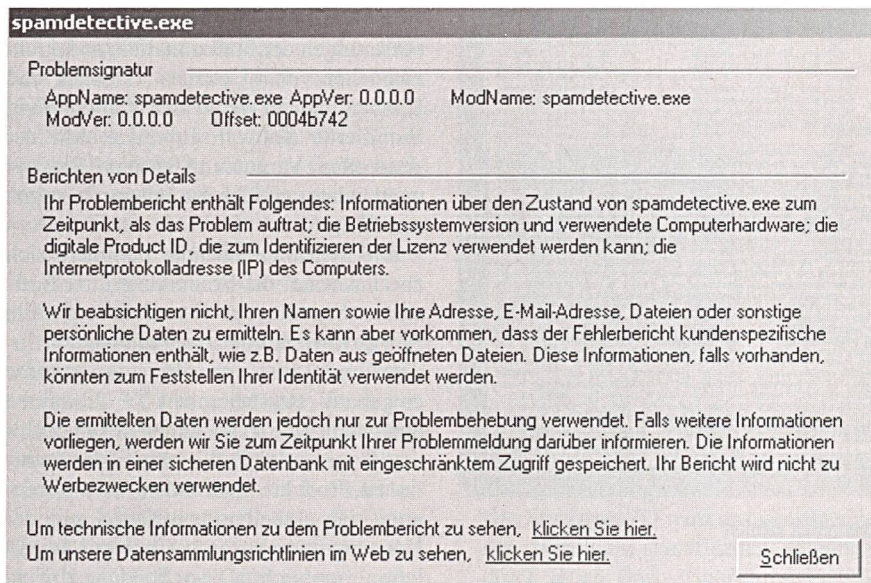 spamdetective.exe
Problemsignatur
AppName: spamdetective.exe AppVer: 0.0.0.0 ModName: spamdetective.exe
ModVer: 0.0.0.0 Offset: 0004b742
Berichten von Details
Ihr Problembericht enthält Folgendes: Informationen über den Zustand von spamdetective.exe zum
Zeitpunkt, als das Problem auftrat; die Betriebssystemversion und verwendete Computerhardware; die
digitale Product ID, die zum Identifizieren der Lizenz verwendet werden kann; die
Internetprotokolladresse (IP) des Computers.
Wir beabsichtigen nicht, Ihren Namen sowie Ihre Adresse, E-Mail-Adresse, Dateien oder sonstige
persönliche Daten zu ermitteln. Es kann aber vorkommen, dass der Fehlerbericht kundenspezifische
Informationen enthält, wie z.B. Daten aus geöffneten Dateien. Diese Informationen, falls vorhanden,
könnten zum Feststellen Ihrer Identität verwendet werden.
Die ermittelten Daten werden jedoch nur zur Problembehebung verwendet. Falls weitere Informationen
vorliegen, werden wir Sie zum Zeitpunkt Ihrer Problemmeldung darüber informieren. Die Informationen
werden in einer sicheren Datenbank mit eingeschränktem Zugriff gespeichert. Ihr Bericht wird nicht zu
Werbezwecken verwendet.
Um technische Informationen zu dem Problembericht zu sehen, klicken Sie hier.
Um unsere Datensammlungsrichtlinien im Web zu sehen, klicken Sie hier.
Schließen